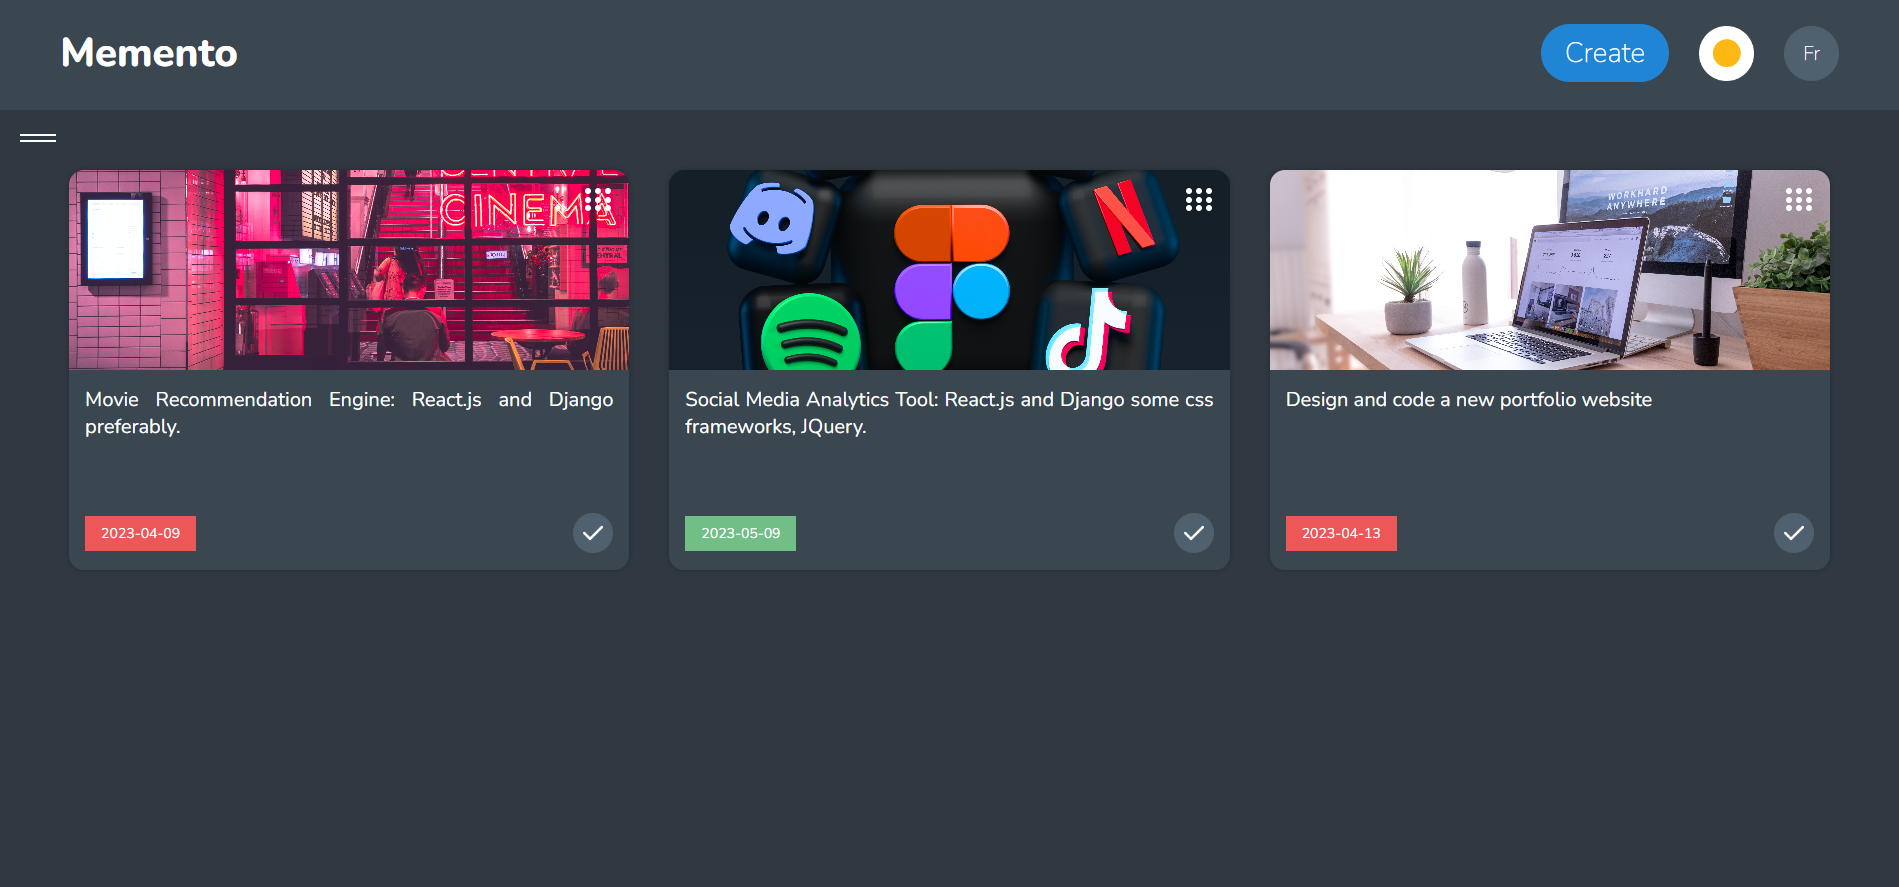 Memento
Create
Fr
CENTRAL
CINEMA
WORKHARD
ANYWHERE
Movie Recommendation Engine: React.js and Django
preferably.
Social Media Analytics Tool: React.js and Django some css
frameworks, JQuery.
Design and code a new portfolio website
2023-04-09
2023-05-09
2023-04-13